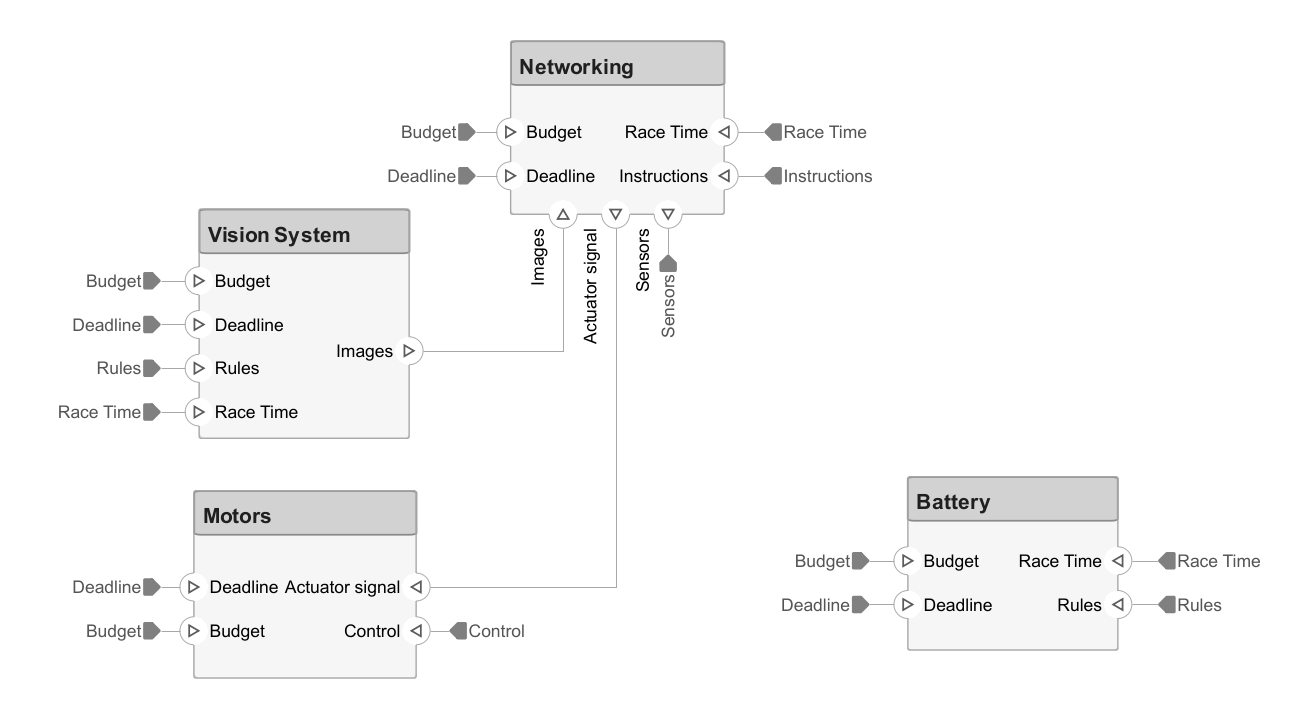 Networking
Budget Budget Race Time Race Time
Deadline Deadline Instructions Instructions
Images
Actuator signal
Sensors
Sensors
Vision System
Budget Budget
Deadline Deadline
Images
Rules Rules
Race Time Race Time
Motors
Deadline Deadline Actuator signal
Budget Budget Control Control
Battery
Budget Budget Race Time Race Time
Deadline Deadline Rules Rules